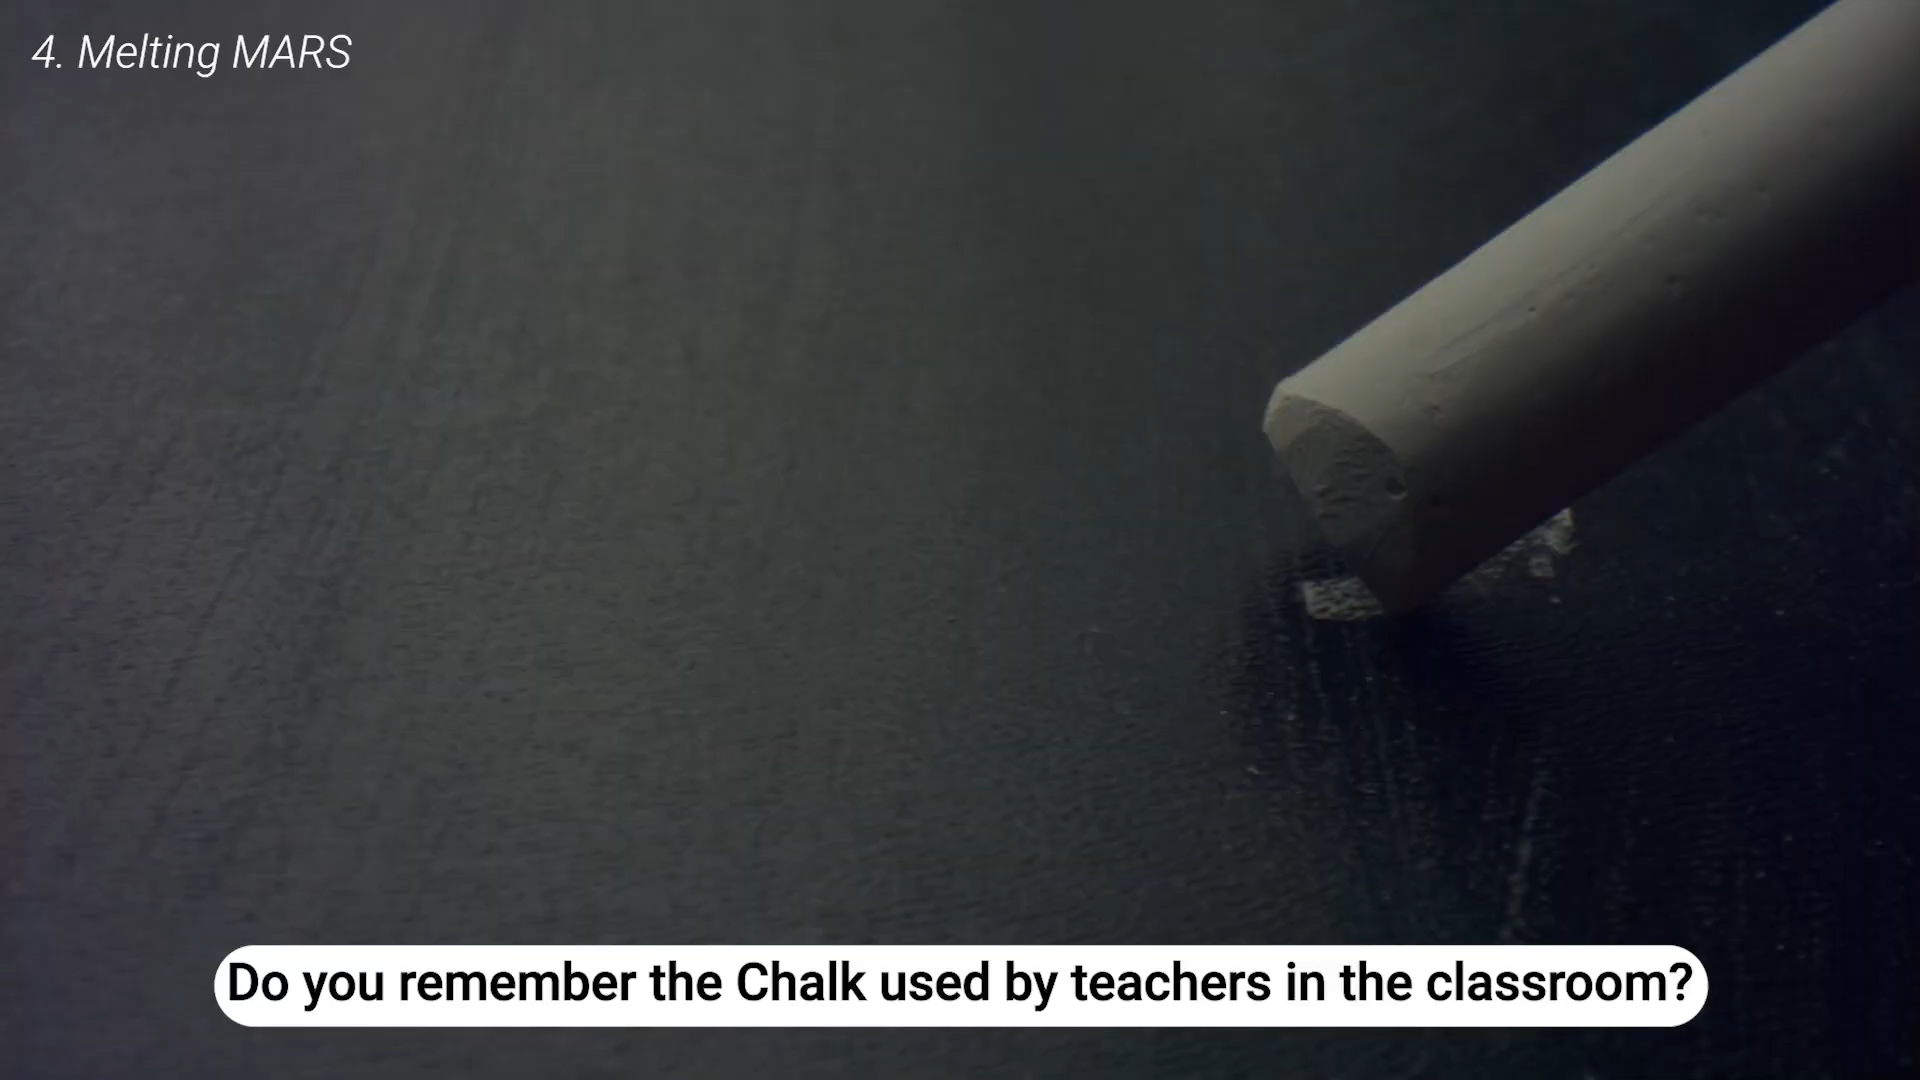 4. Melting MARS
Do you remember the Chalk used by teachers in the classroom?